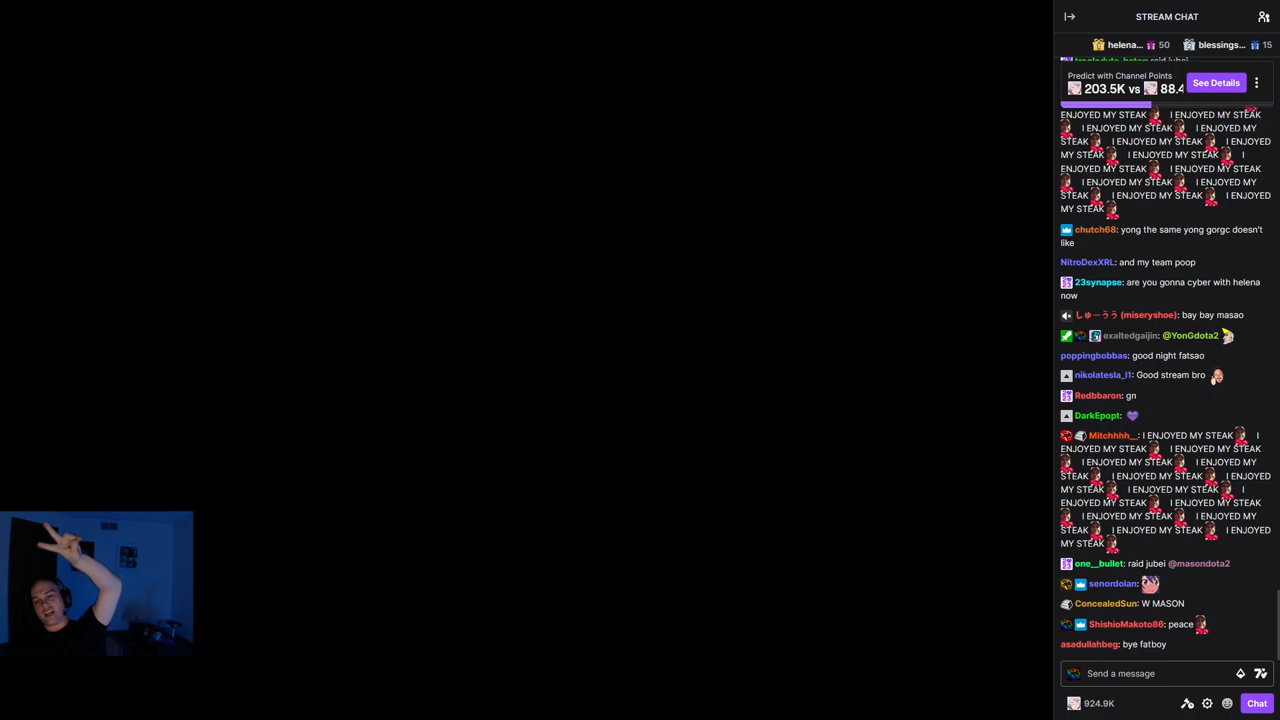 STREAM CHAT
helena... 50 blessings... 15
raid jubei
Predict with Channel Points
203.5K vs 88.4
See Details
ENJOYED MY STEAK I ENJOYED MY STEAK
I ENJOYED MY STEAK I ENJOYED MY
STEAK I ENJOYED MY STEAK I ENJOYED
MY STEAK I ENJOYED MY STEAK I
ENJOYED MY STEAK I ENJOYED MY STEAK
I ENJOYED MY STEAK I ENJOYED MY
STEAK I ENJOYED MY STEAK I ENJOYED
MY STEAK
chutch68: yong the same yong gorgc doesn't
like
NitroDexXRL: and my team poop
23synapse: are you gonna cyber with helena
now
しゅーうう (miseryshoe): bay bay masao
exaltedgaijin: @YonGdota2
poppingbobbas: good night fatsao
nikolatesla_l1: Good stream bro
Redbbaron: gn
DarkEpopt:
Mitchhhh__: I ENJOYED MY STEAK I
ENJOYED MY STEAK I ENJOYED MY STEAK
I ENJOYED MY STEAK I ENJOYED MY
STEAK I ENJOYED MY STEAK I ENJOYED
MY STEAK I ENJOYED MY STEAK I
ENJOYED MY STEAK I ENJOYED MY STEAK
I ENJOYED MY STEAK I ENJOYED MY
STEAK I ENJOYED MY STEAK I ENJOYED
MY STEAK
one__bullet: raid jubei @masondota2
senordolan:
ConcealedSun: W MASON
ShishioMakoto86: peace
asadullahbeg: bye fatboy
Send a message
924.9K
Chat